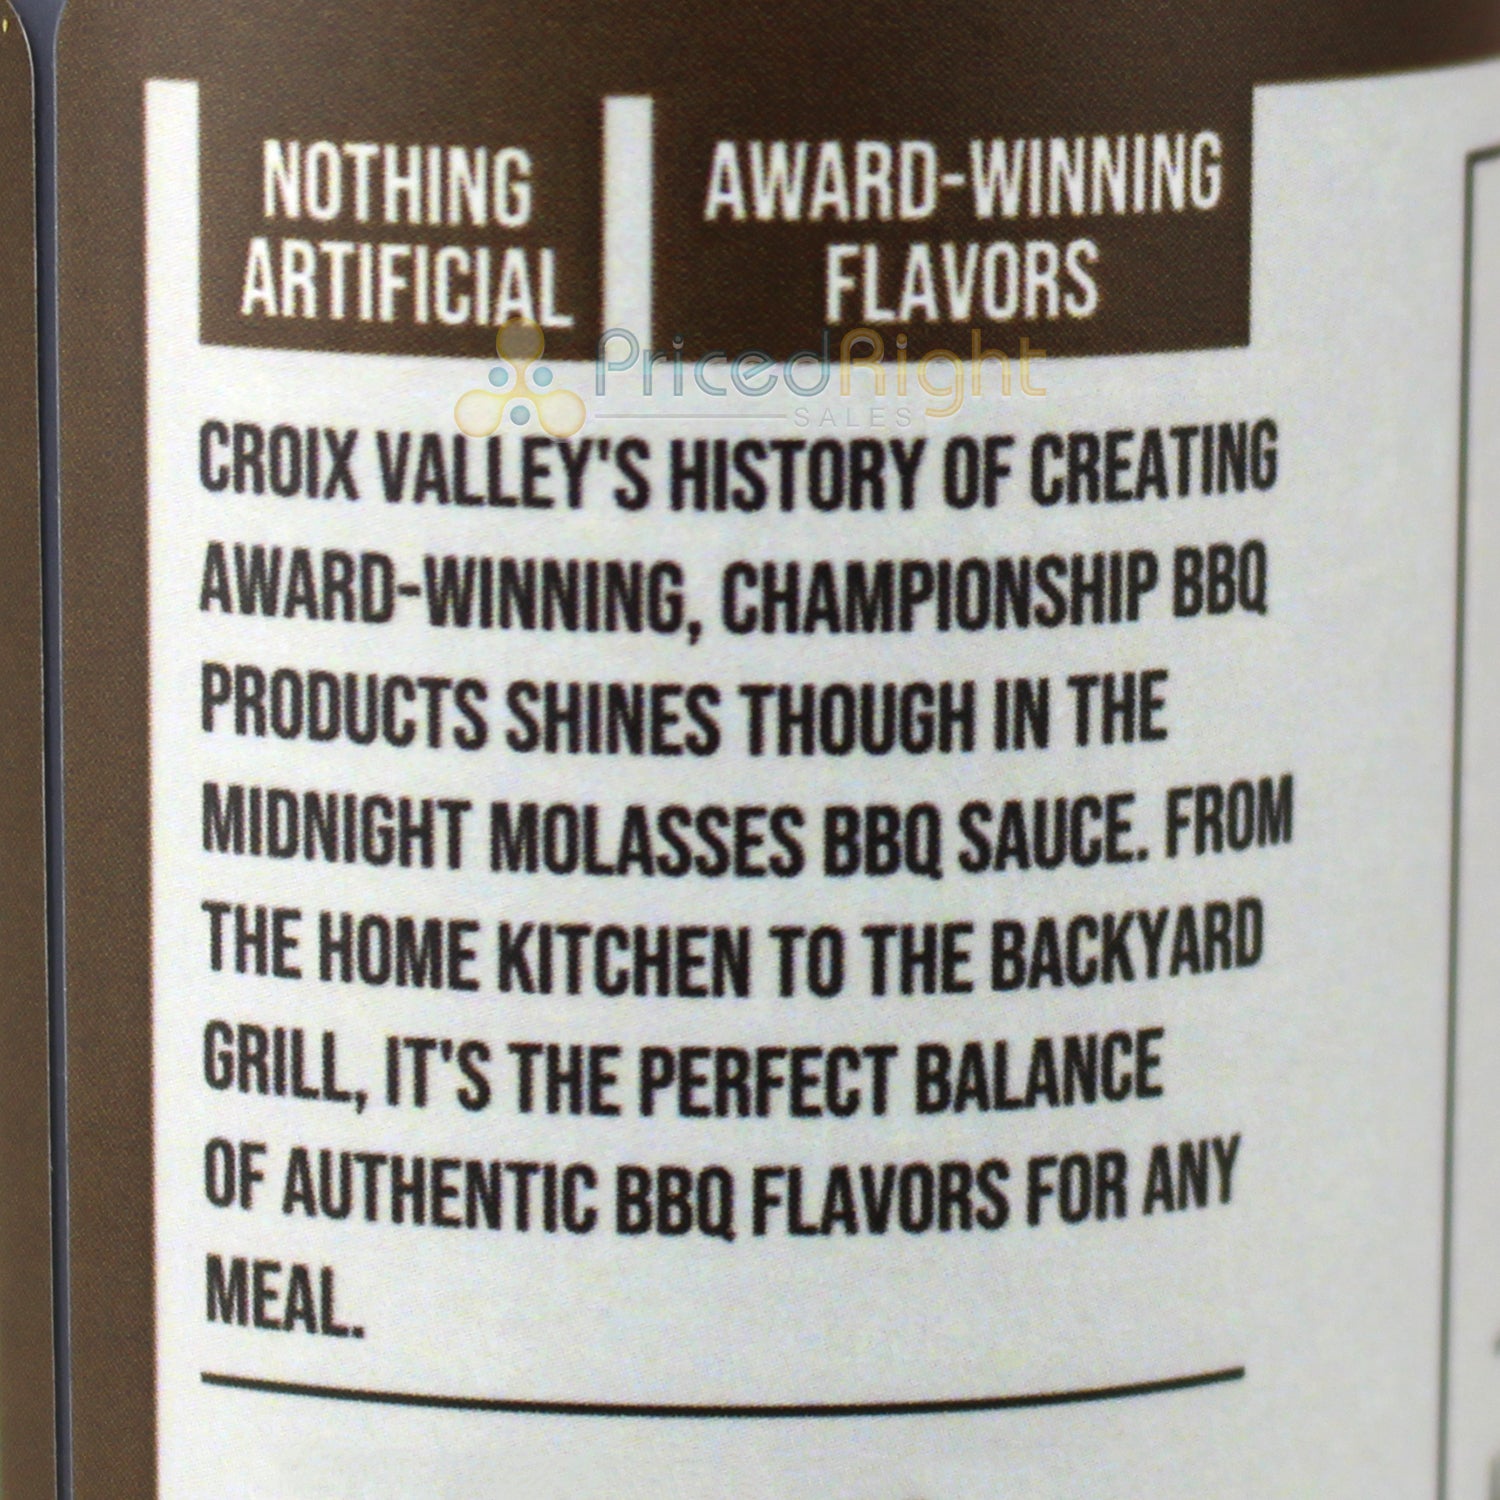 NOTHING
ARTIFICIAL
AWARD-WINNING
FLAVORS
PricedRight
SALES
CROIX VALLEY'S HISTORY OF CREATING
AWARD-WINNING, CHAMPIONSHIP BBQ
PRODUCTS SHINES THOUGH IN THE
MIDNIGHT MOLASSES BBQ SAUCE. FROM
THE HOME KITCHEN TO THE BACKYARD
GRILL, IT'S THE PERFECT BALANCE
OF AUTHENTIC BBQ FLAVORS FOR ANY
MEAL.